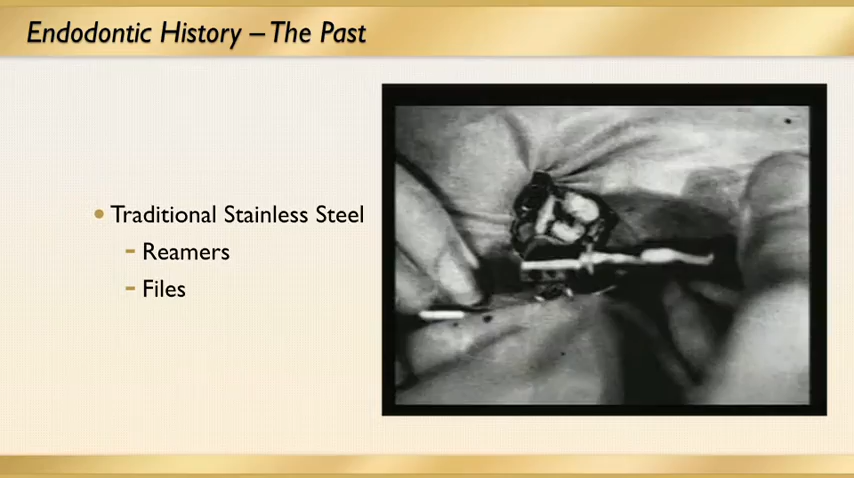 Endodontic History – The Past
• Traditional Stainless Steel
- Reamers
- Files